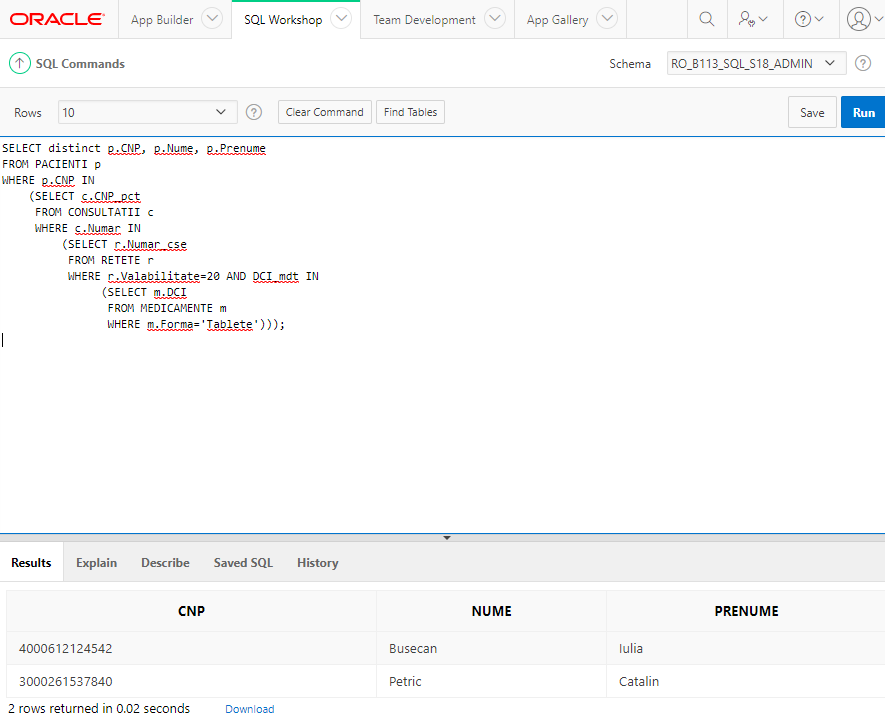 ORACLE App Builder SQL Workshop Team Development App Gallery
SQL Commands Schema RO_B113_SQL_S18_ADMIN
Rows 10 Clear Command Find Tables Save Run
SELECT distinct p.CNP, p.Nume, p.Prenume
FROM PACIENTI p
WHERE p.CNP IN
(SELECT c.CNP_pct
FROM CONSULTATII c
WHERE c.Numar IN
(SELECT r.Numar_cse
FROM RETETE r
WHERE r.Valabilitate=20 AND DCI_mdt IN
(SELECT m.DCI
FROM MEDICAMENTE m
WHERE m.Forma='Tablete')));
Results Explain Describe Saved SQL History
CNP NUME PRENUME
4000612124542 Busecan Iulia
3000261537840 Petric Catalin
2 rows returned in 0.02 seconds Download